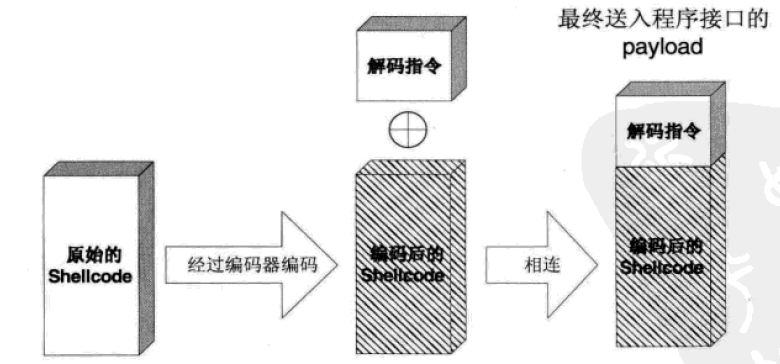 最终送入程序接口的
payload
解码指令
解码指令
原始的
Shellcode
经过编码器编码
编码后的
Shellcode
相连
编码后的
Shellcode